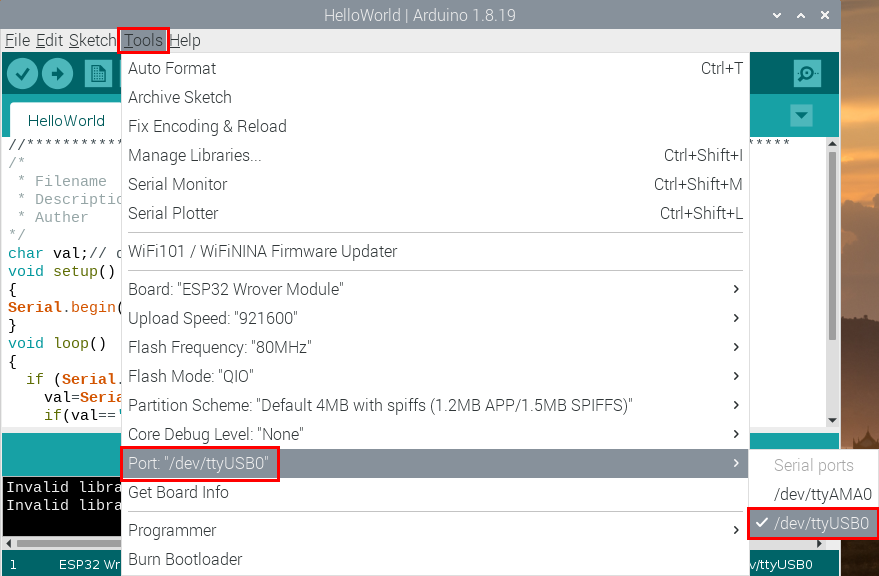 HelloWorld | Arduino 1.8.19
File Edit Sketch Tools Help
HelloWorld
//***********
*****
/*
* Filename
* Description
* Auther
*/
char val;//
void setup()
{
Serial.begin(
}
void loop()
{
if (Serial.
val=Seria
if(val=='
Auto Format Ctrl+T
Archive Sketch
Fix Encoding & Reload
Manage Libraries... Ctrl+Shift+I
Serial Monitor Ctrl+Shift+M
Serial Plotter Ctrl+Shift+L
WiFi101 / WiFiNINA Firmware Updater
Board: "ESP32 Wrover Module"
Upload Speed: "921600"
Flash Frequency: "80MHz"
Flash Mode: "QIO"
Partition Scheme: "Default 4MB with spiffs (1.2MB APP/1.5MB SPIFFS)"
Core Debug Level: "None"
Port: "/dev/ttyUSB0"
Get Board Info
Programmer
Burn Bootloader
Serial ports
/dev/ttyAMA0
/dev/ttyUSB0
Invalid libra
Invalid libra
1 ESP32 Wr
v/ttyUSB0